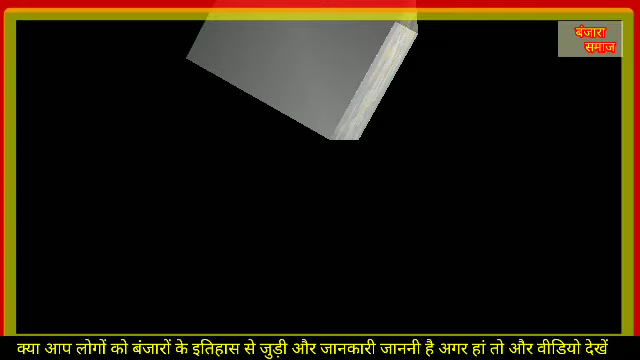 बंजारा
समाज
क्या आप लोगों को बंजारों के इतिहास से जुड़ी और जानकारी जाननी है अगर हां तो और वीडियो देखें